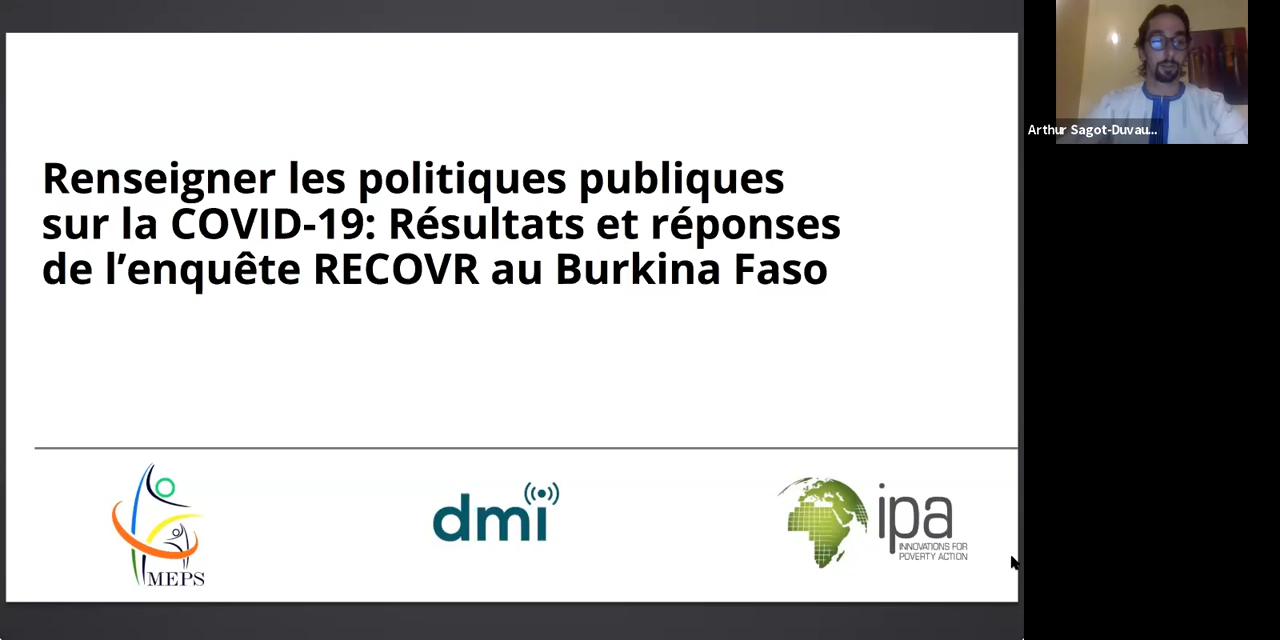 Renseigner les politiques publiques
sur la COVID-19: Résultats et réponses
de l’enquête RECOVR au Burkina Faso
MEPS
dmi
ipa
INNOVATIONS FOR
POVERTY ACTION
Arthur Sagot-Duvau...